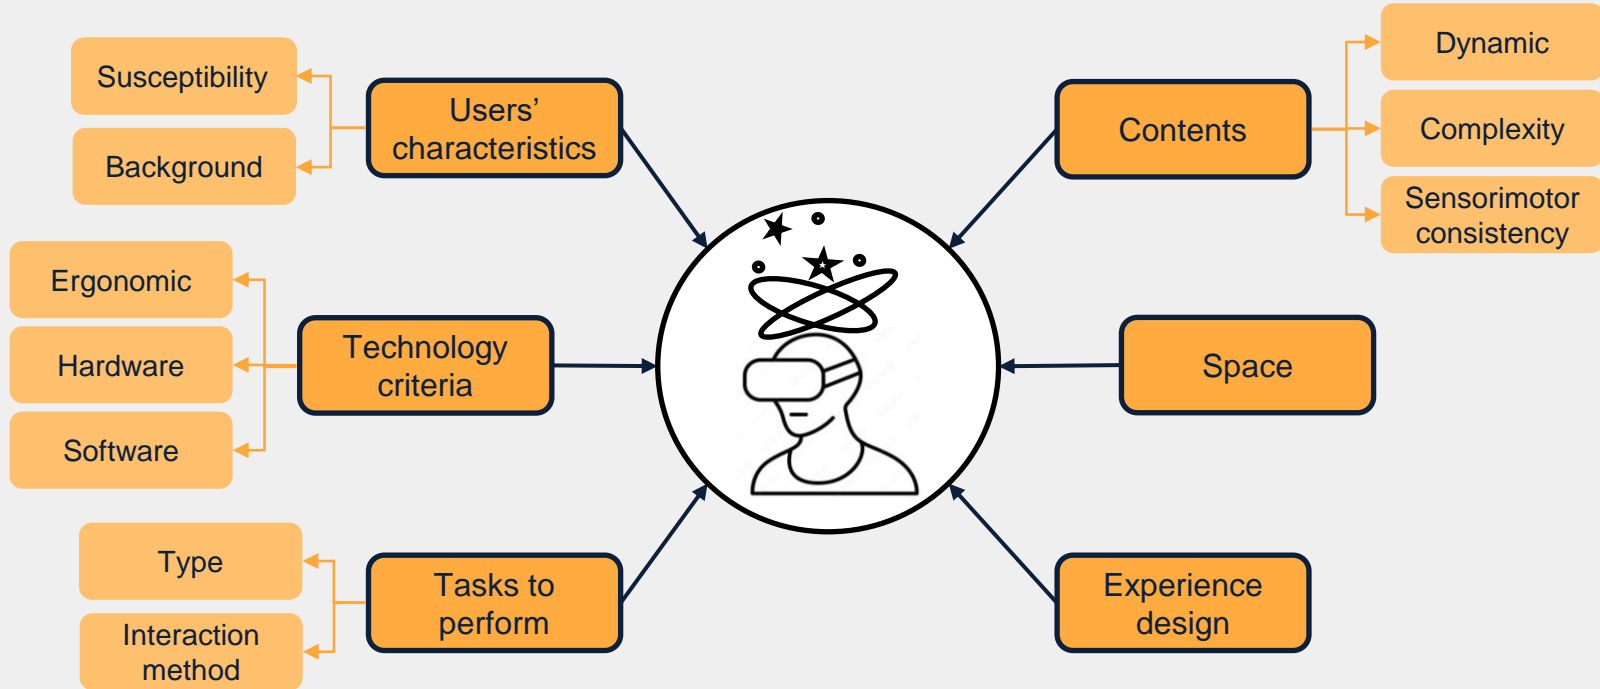 Susceptibility
Background
Users’
characteristics
Ergonomic
Hardware
Software
Technology
criteria
Type
Interaction
method
Tasks to
perform
Contents
Dynamic
Complexity
Sensorimotor
consistency
Space
Experience
design